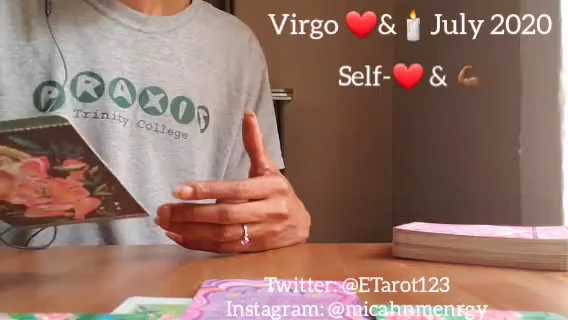 Virgo ❤️&🕯️July 2020
Self-❤️ & 💪🏾
PRAXIS
Trinity College
Twitter: @ETarot123
Instagram: @micahnmenrgy